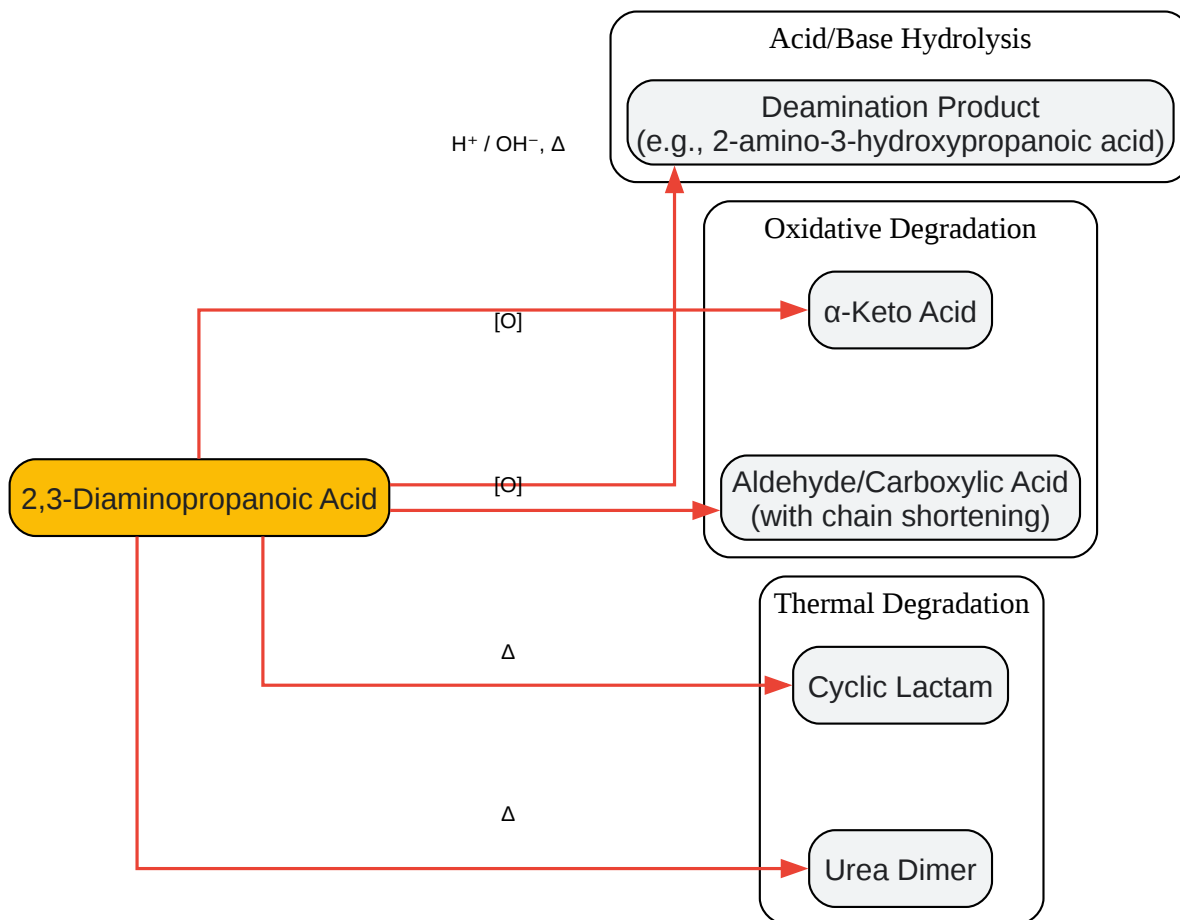 Acid/Base Hydrolysis
Deamination Product
(e.g., 2-amino-3-hydroxypropanoic acid)
H⁺ / OH⁻, Δ
Oxidative Degradation
α-Keto Acid
[O]
2,3-Diaminopropanoic Acid
[O]
Aldehyde/Carboxylic Acid
(with chain shortening)
Thermal Degradation
Δ
Cyclic Lactam
Δ
Urea Dimer